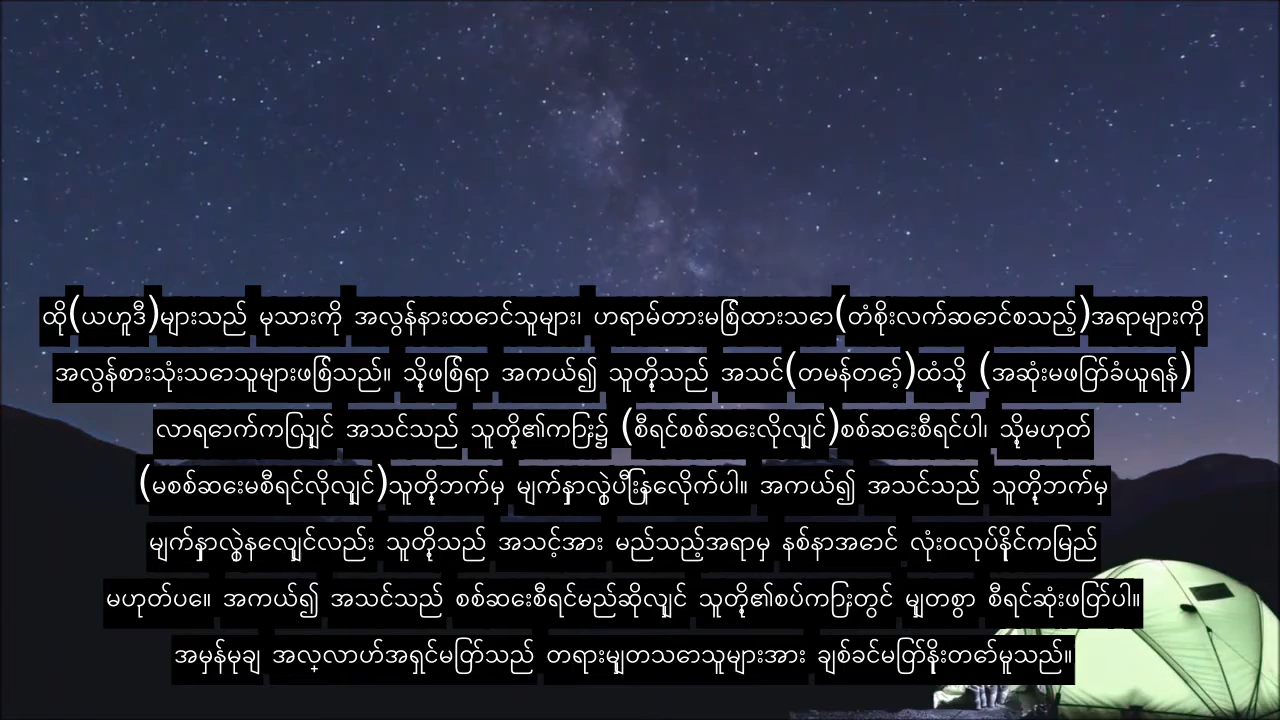 ထို(ယဟူဒီ)များသည် မုသားကို အလွန်နားထောင်သူများ၊ ဟရာမ်တားမြစ်ထားသော(တံစိုးလက်ဆောင်စသည့်)အရာများကို
အလွန်စားသုံးသောသူများဖြစ်သည်။ သို့ဖြစ်ရာ အကယ်၍ သူတို့သည် အသင်(တမန်တော့်)ထံသို့ (အဆုံးမဖြတ်ခံယူရန်)
လာရောက်ကြလျှင် အသင်သည် သူတို့၏ကြား၌ (စီရင်စစ်ဆေးလိုလျှင်)စစ်ဆေးစီရင်ပါ၊ သို့မဟုတ်
(မစစ်ဆေးမစီရင်လိုလျှင်)သူတို့ဘက်မှ မျက်နှာလွှဲပြီးနေလိုက်ပါ။ အကယ်၍ အသင်သည် သူတို့ဘက်မှ
မျက်နှာလွှဲနေလျှင်လည်း သူတို့သည် အသင့်အား မည်သည့်အရာမှ နစ်နာအောင် လုံးဝလုပ်နိုင်ကြမည်
မဟုတ်ပေ။ အကယ်၍ အသင်သည် စစ်ဆေးစီရင်မည်ဆိုလျှင် သူတို့၏စပ်ကြားတွင် မျှတစွာ စီရင်ဆုံးဖြတ်ပါ။
အမှန်မုချ အလ္လာဟ်အရှင်မြတ်သည် တရားမျှတသောသူများအား ချစ်ခင်မြတ်နိုးတော်မူသည်။